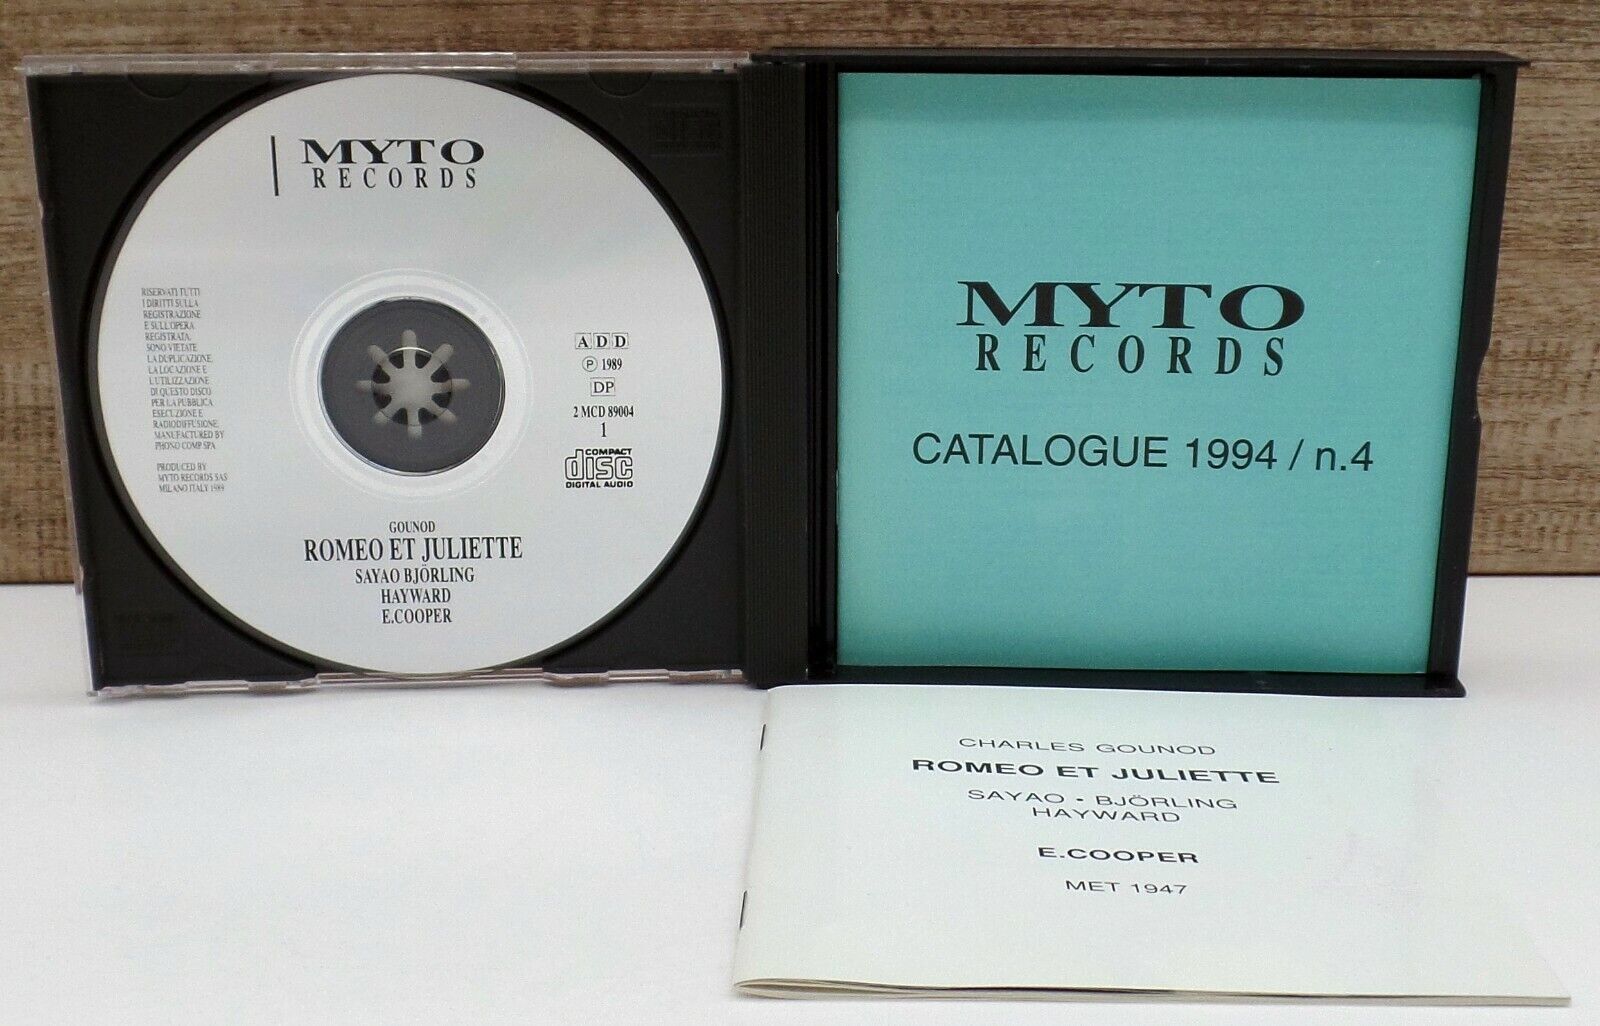 MYTO
RECORDS
RISERVATI TUTTI
I DIRITTI SULLA
REGISTRAZIONE
E SULL'OPERA
REGISTRATA.
SONO VIETATE
LA DUPLICAZIONE,
LA LOCAZIONE E
L'UTILIZZAZIONE
DI QUESTO DISCO
PER LA PUBBLICA
ESECUZIONE E
RADIODIFFUSIONE.
MANUFACTURED BY
PHONO COMP SPA
PRODUCED BY
MYTO RECORDS SAS
MILANO ITALY 1989
ADD
℗ 1989
DP
2 MCD 89004
1
COMPACT
disc
DIGITAL AUDIO
GOUNOD
ROMEO ET JULIETTE
SAYAO BJÖRLING
HAYWARD
E.COOPER
MYTO
RECORDS
CATALOGUE 1994 / n.4
CHARLES GOUNOD
ROMEO ET JULIETTE
SAYAO • BJÖRLING
HAYWARD
E.COOPER
MET 1947